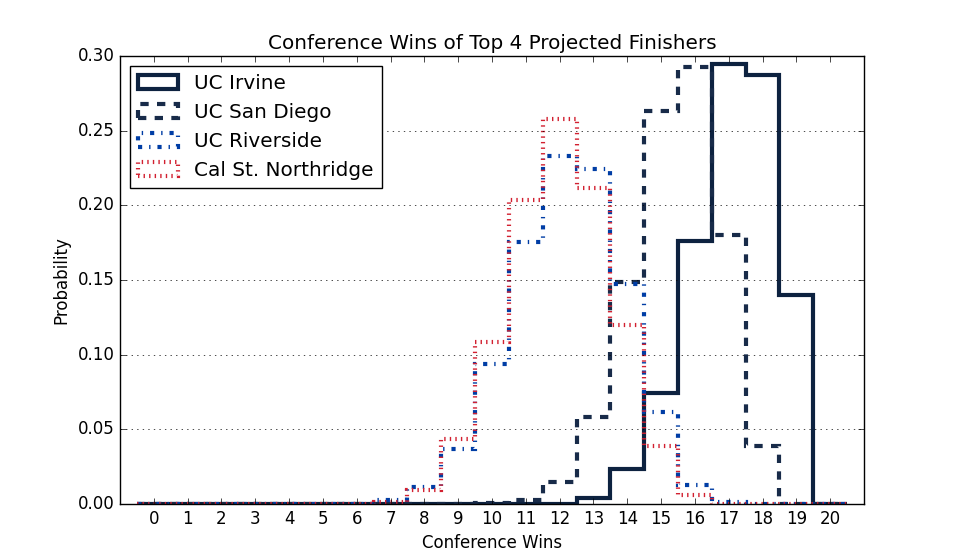 Conference Wins of Top 4 Projected Finishers
0.30
0.25
0.20
0.15
0.10
0.05
0.00
Probability
UC Irvine
UC San Diego
UC Riverside
Cal St. Northridge
0 1 2 3 4 5 6 7 8 9 10 11 12 13 14 15 16 17 18 19 20
Conference Wins